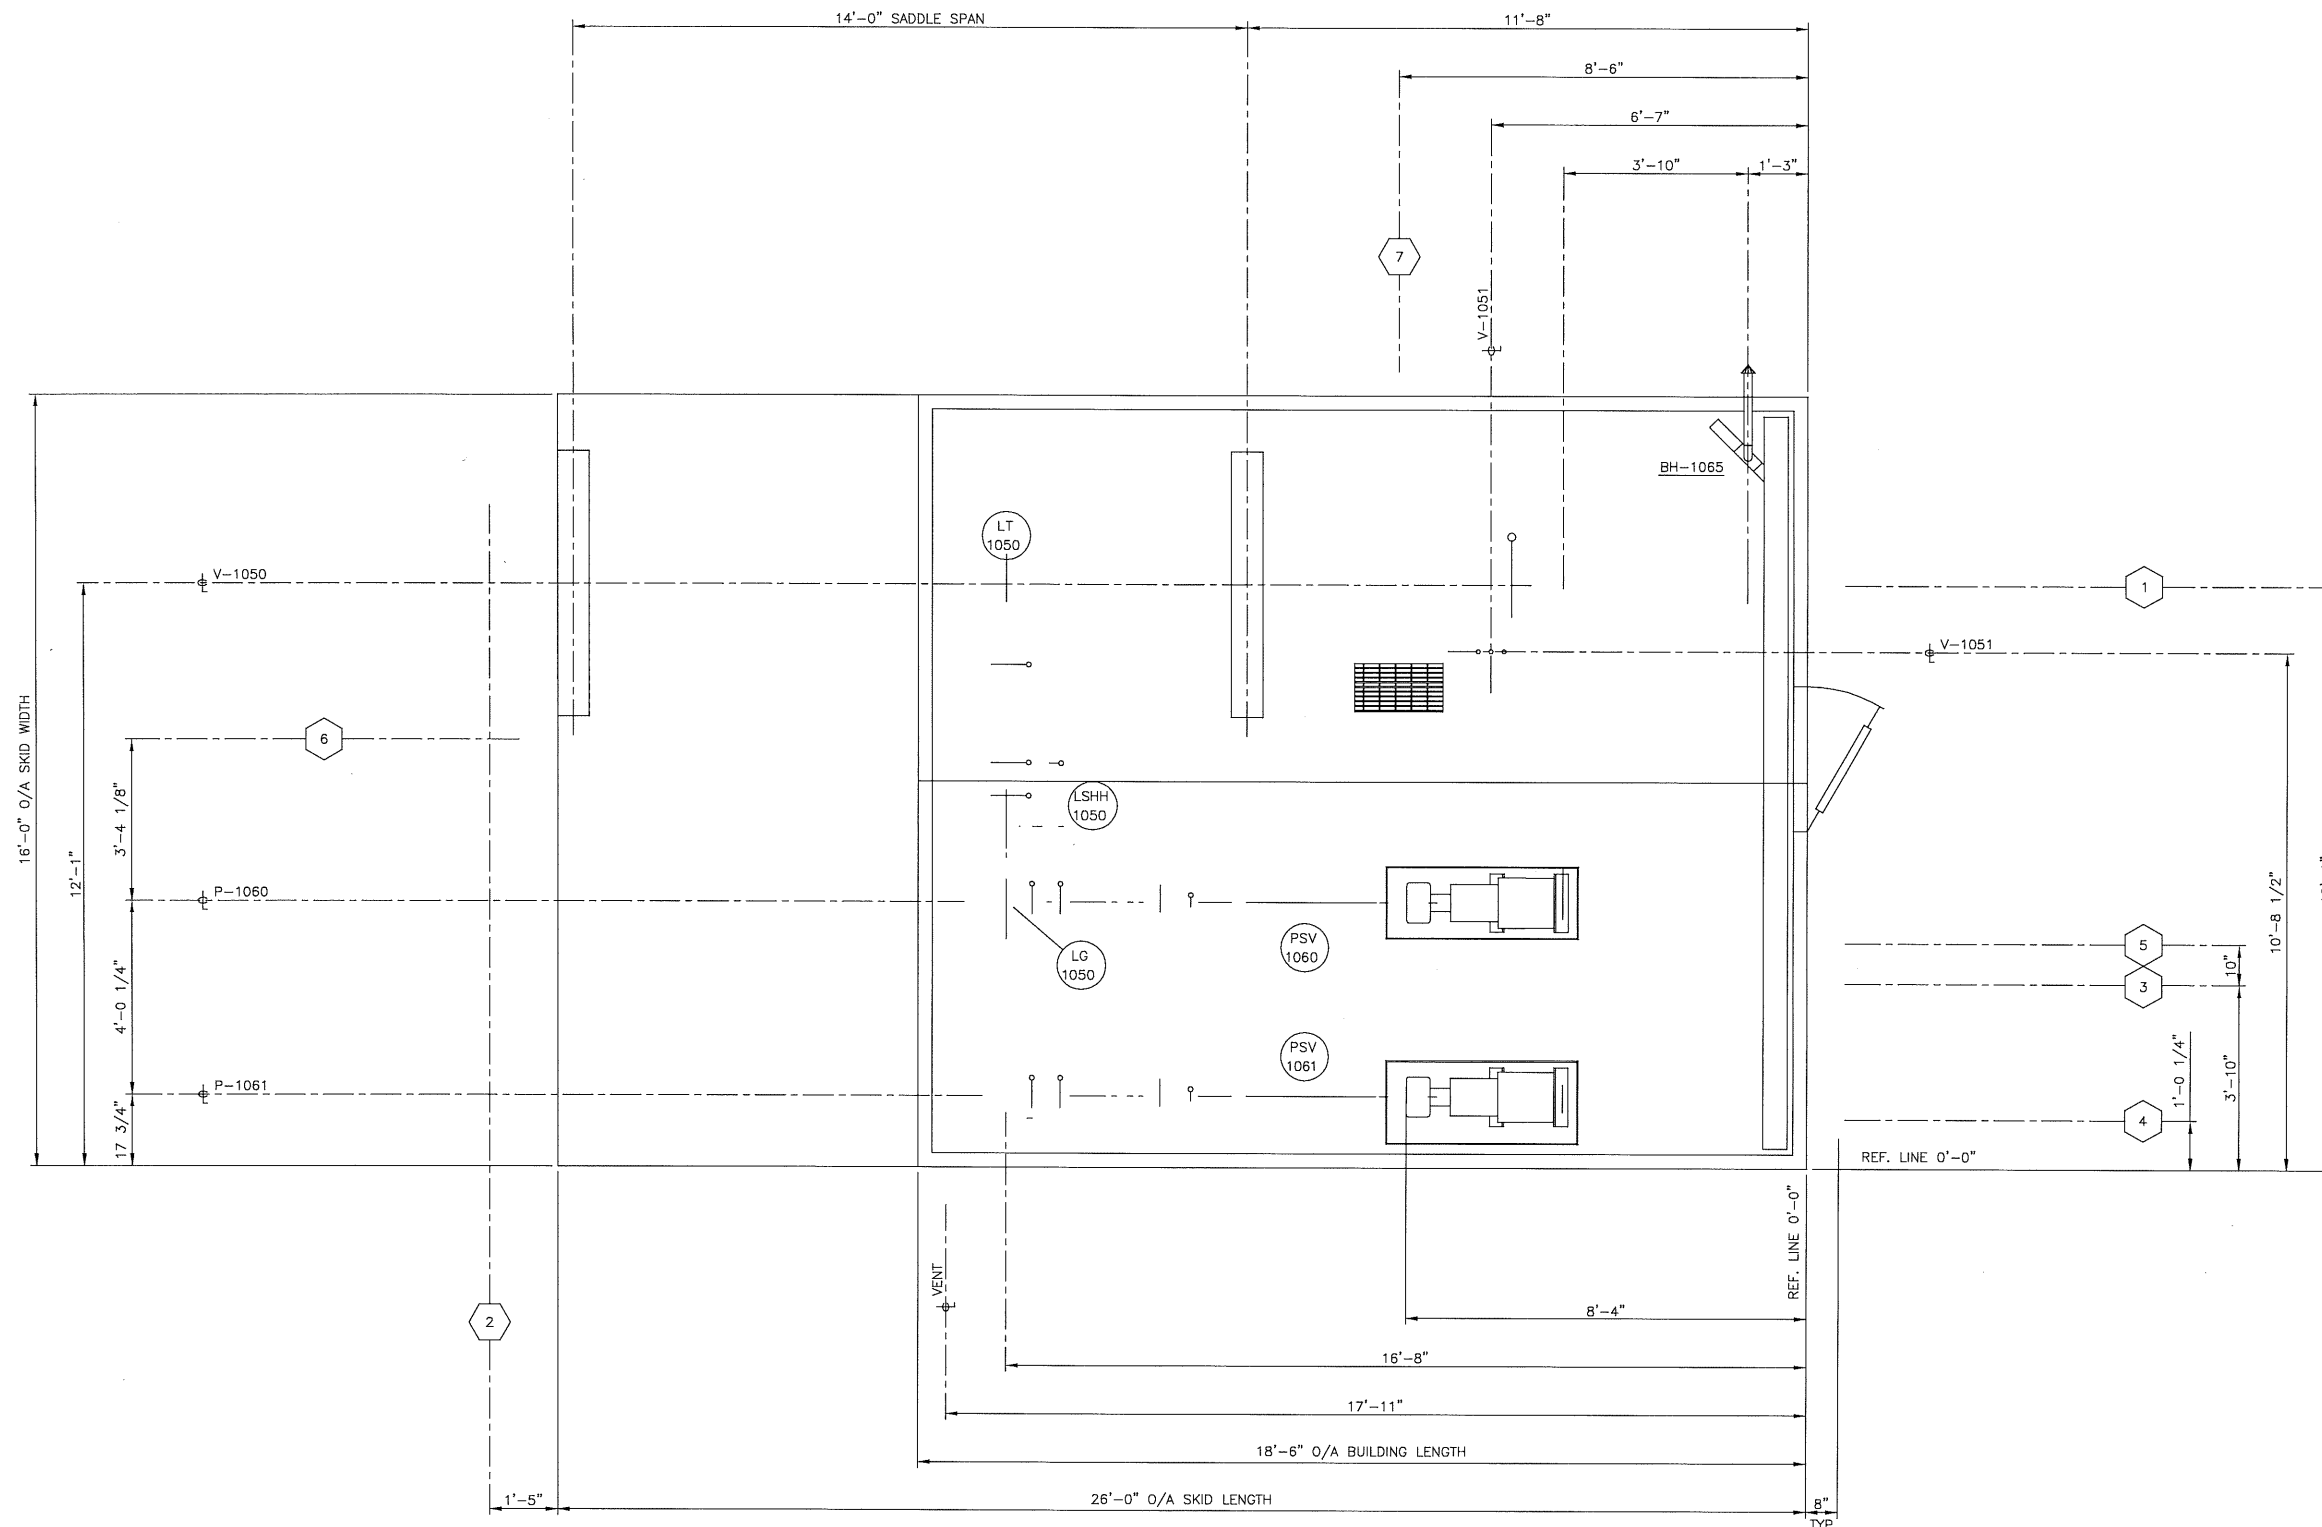 14'-0" SADDLE SPAN
11'-8"
8'-6"
6'-7"
3'-10"
1'-3"
7
V-1051
BH-1065
LT
1050
V-1050
1
V-1051
16'-0" O/A SKID WIDTH
6
3'-4 1/8"
12'-1"
LSHH
1050
P-1060
LG
1050
PSV
1060
10'-8 1/2"
5
10"
3
4'-0 1/4"
PSV
1061
P-1061
1'-0 1/4"
3'-10"
4
17 3/4"
REF. LINE 0'-0"
REF. LINE 0'-0"
VENT
2
8'-4"
16'-8"
17'-11"
18'-6" O/A BUILDING LENGTH
1'-5"
26'-0" O/A SKID LENGTH
8"
TYP